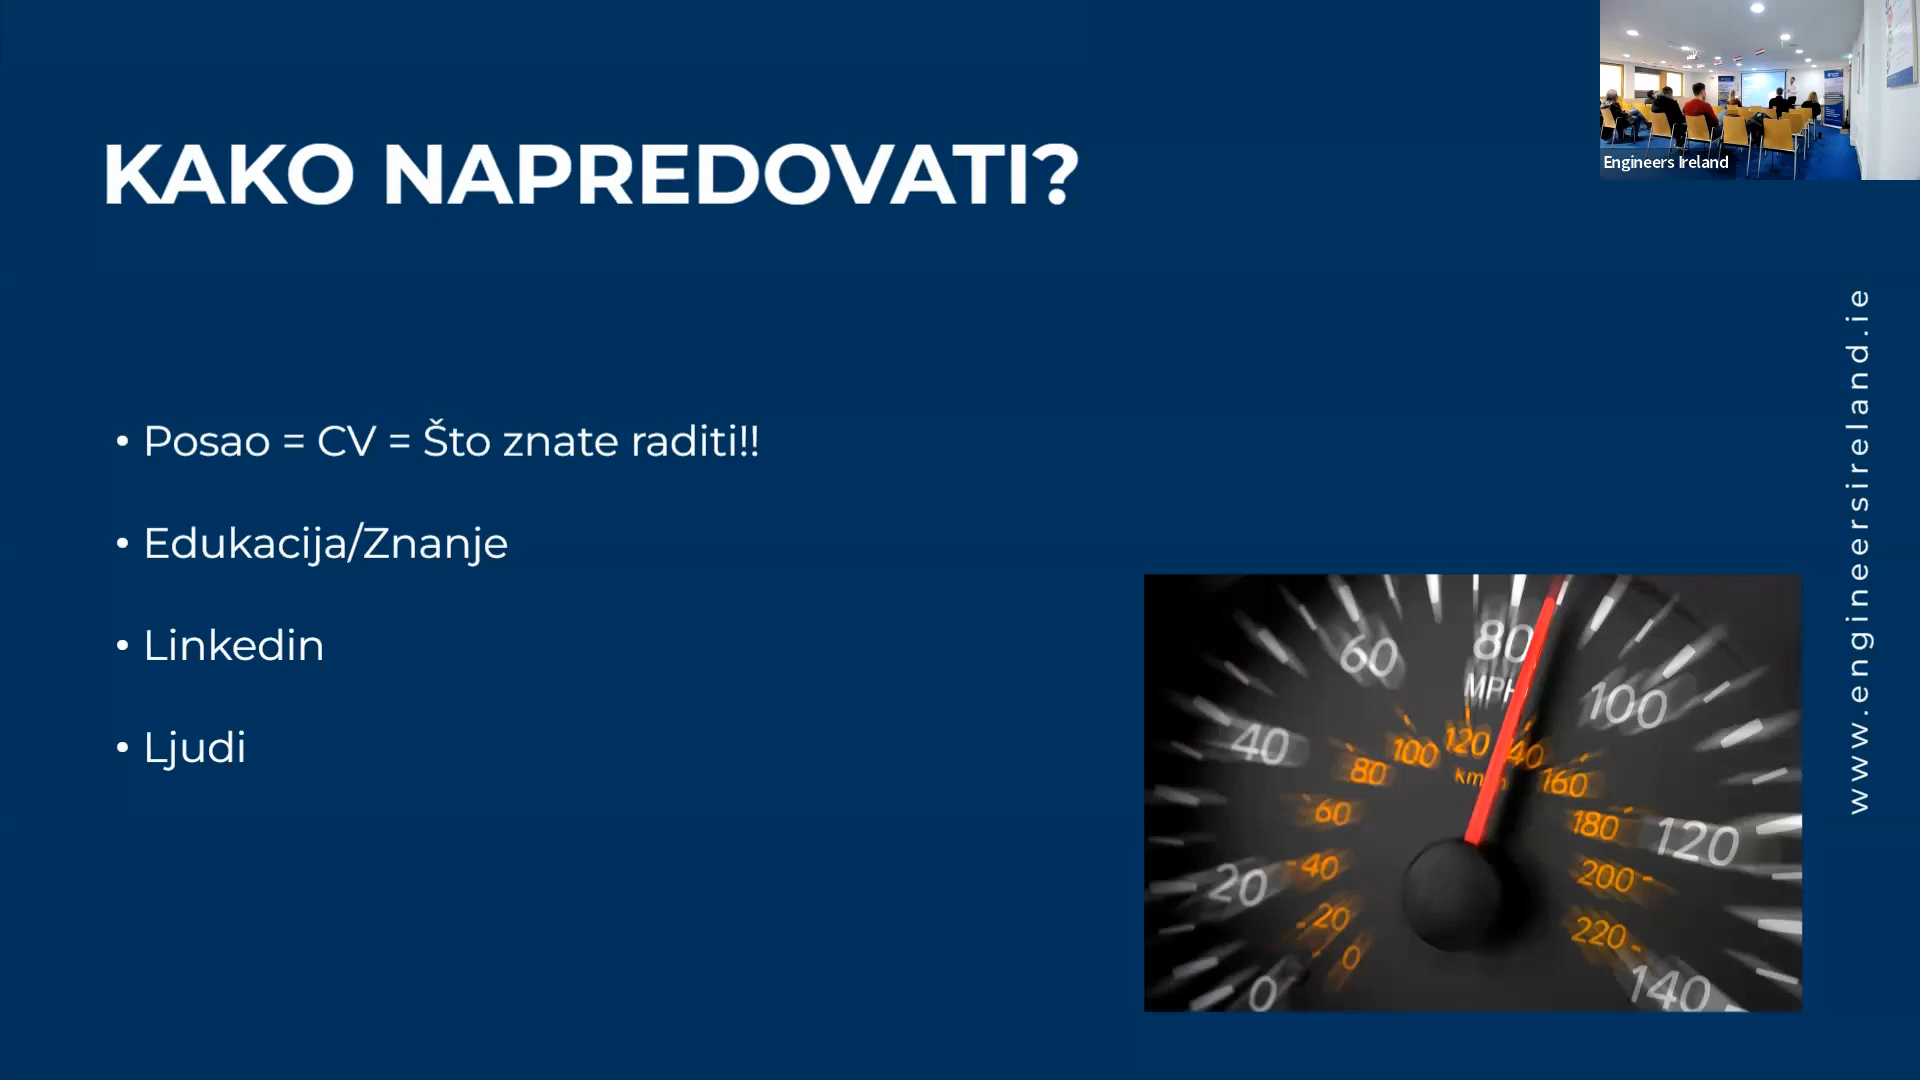 KAKO NAPREDOVATI?
Engineers Ireland
• Posao = CV = Što znate raditi!!
• Edukacija/Znanje
• Linkedin
• Ljudi
www.engineersireland.ie
60
80
MPH
100
40
120
20
0
140
100
120
80
160
60
180
40
200
20
220
0